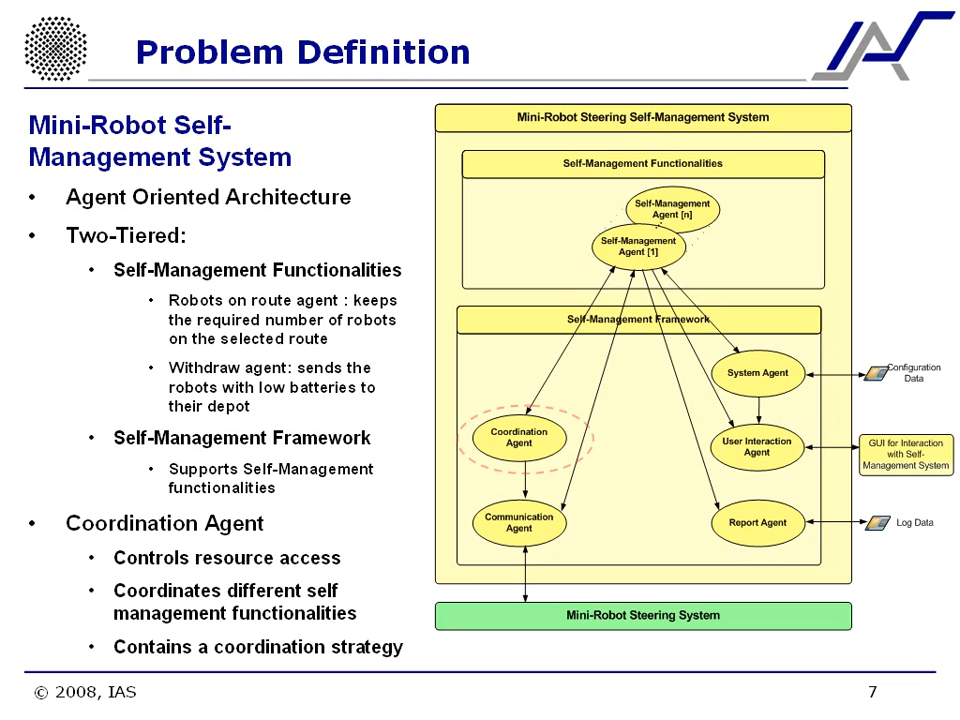 Problem Definition
Mini-Robot Self-
Management System
• Agent Oriented Architecture
• Two-Tiered:
• Self-Management Functionalities
• Robots on route agent : keeps
the required number of robots
on the selected route
• Withdraw agent: sends the
robots with low batteries to
their depot
• Self-Management Framework
• Supports Self-Management
functionalities
• Coordination Agent
• Controls resource access
• Coordinates different self
management functionalities
• Contains a coordination strategy
Mini-Robot Steering Self-Management System
Self-Management Functionalities
Self-Management
Agent [n]
Self-Management
Agent [1]
Self-Management Framework
System Agent
Configuration
Data
Coordination
Agent
User Interaction
Agent
GUI for Interaction
with Self-
Management System
Communication
Agent
Report Agent
Log Data
Mini-Robot Steering System
© 2008, IAS
7